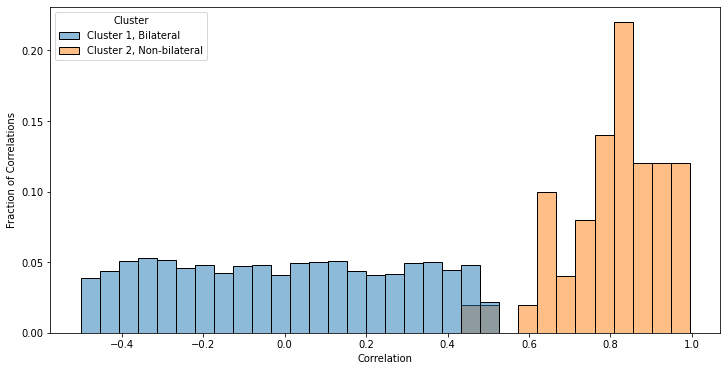 Cluster
Cluster 1, Bilateral
Cluster 2, Non-bilateral
Fraction of Correlations
0.20
0.15
0.10
0.05
0.00
−0.4 −0.2 0.0 0.2 0.4 0.6 0.8 1.0
Correlation